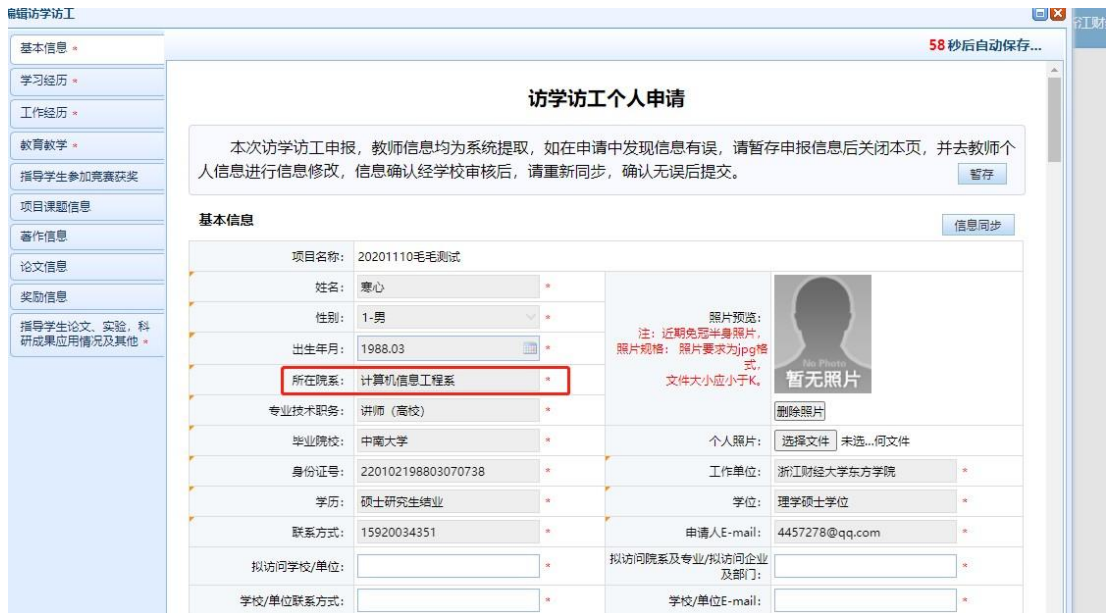 编辑访学访工
浙江财
基本信息 *
学习经历 *
工作经历 *
教育教学 *
指导学生参加竞赛获奖
项目课题信息
著作信息
论文信息
奖励信息
指导学生论文、实验，科
研成果应用情况及其他 *
58 秒后自动保存...
访学访工个人申请
本次访学访工申报，教师信息均为系统提取，如在申请中发现信息有误，请暂存申报信息后关闭本页，并去教师个
人信息进行信息修改，信息确认经学校审核后，请重新同步，确认无误后提交。
暂存
基本信息
信息同步
项目名称： 20201110毛毛测试
姓名： 寒心 *
性别： 1-男 *
出生年月： 1988.03 *
所在院系： 计算机信息工程系 *
专业技术职务： 讲师（高校） *
照片预览：
注：近期免冠半身照片，
照片规格： 照片要求为jpg格
式，
文件大小应小于K。
No Photo
暂无照片
删除照片
毕业院校： 中南大学 * 个人照片： 选择文件 未选...何文件
身份证号： 220102198803070738 * 工作单位： 浙江财经大学东方学院 *
学历： 硕士研究生结业 * 学位： 理学硕士学位 *
联系方式： 15920034351 * 申请人E-mail： 4457278@qq.com *
拟访问学校/单位： * 拟访问院系及专业/拟访问企业
及部门： *
学校/单位联系方式： * 学校/单位E-mail： *